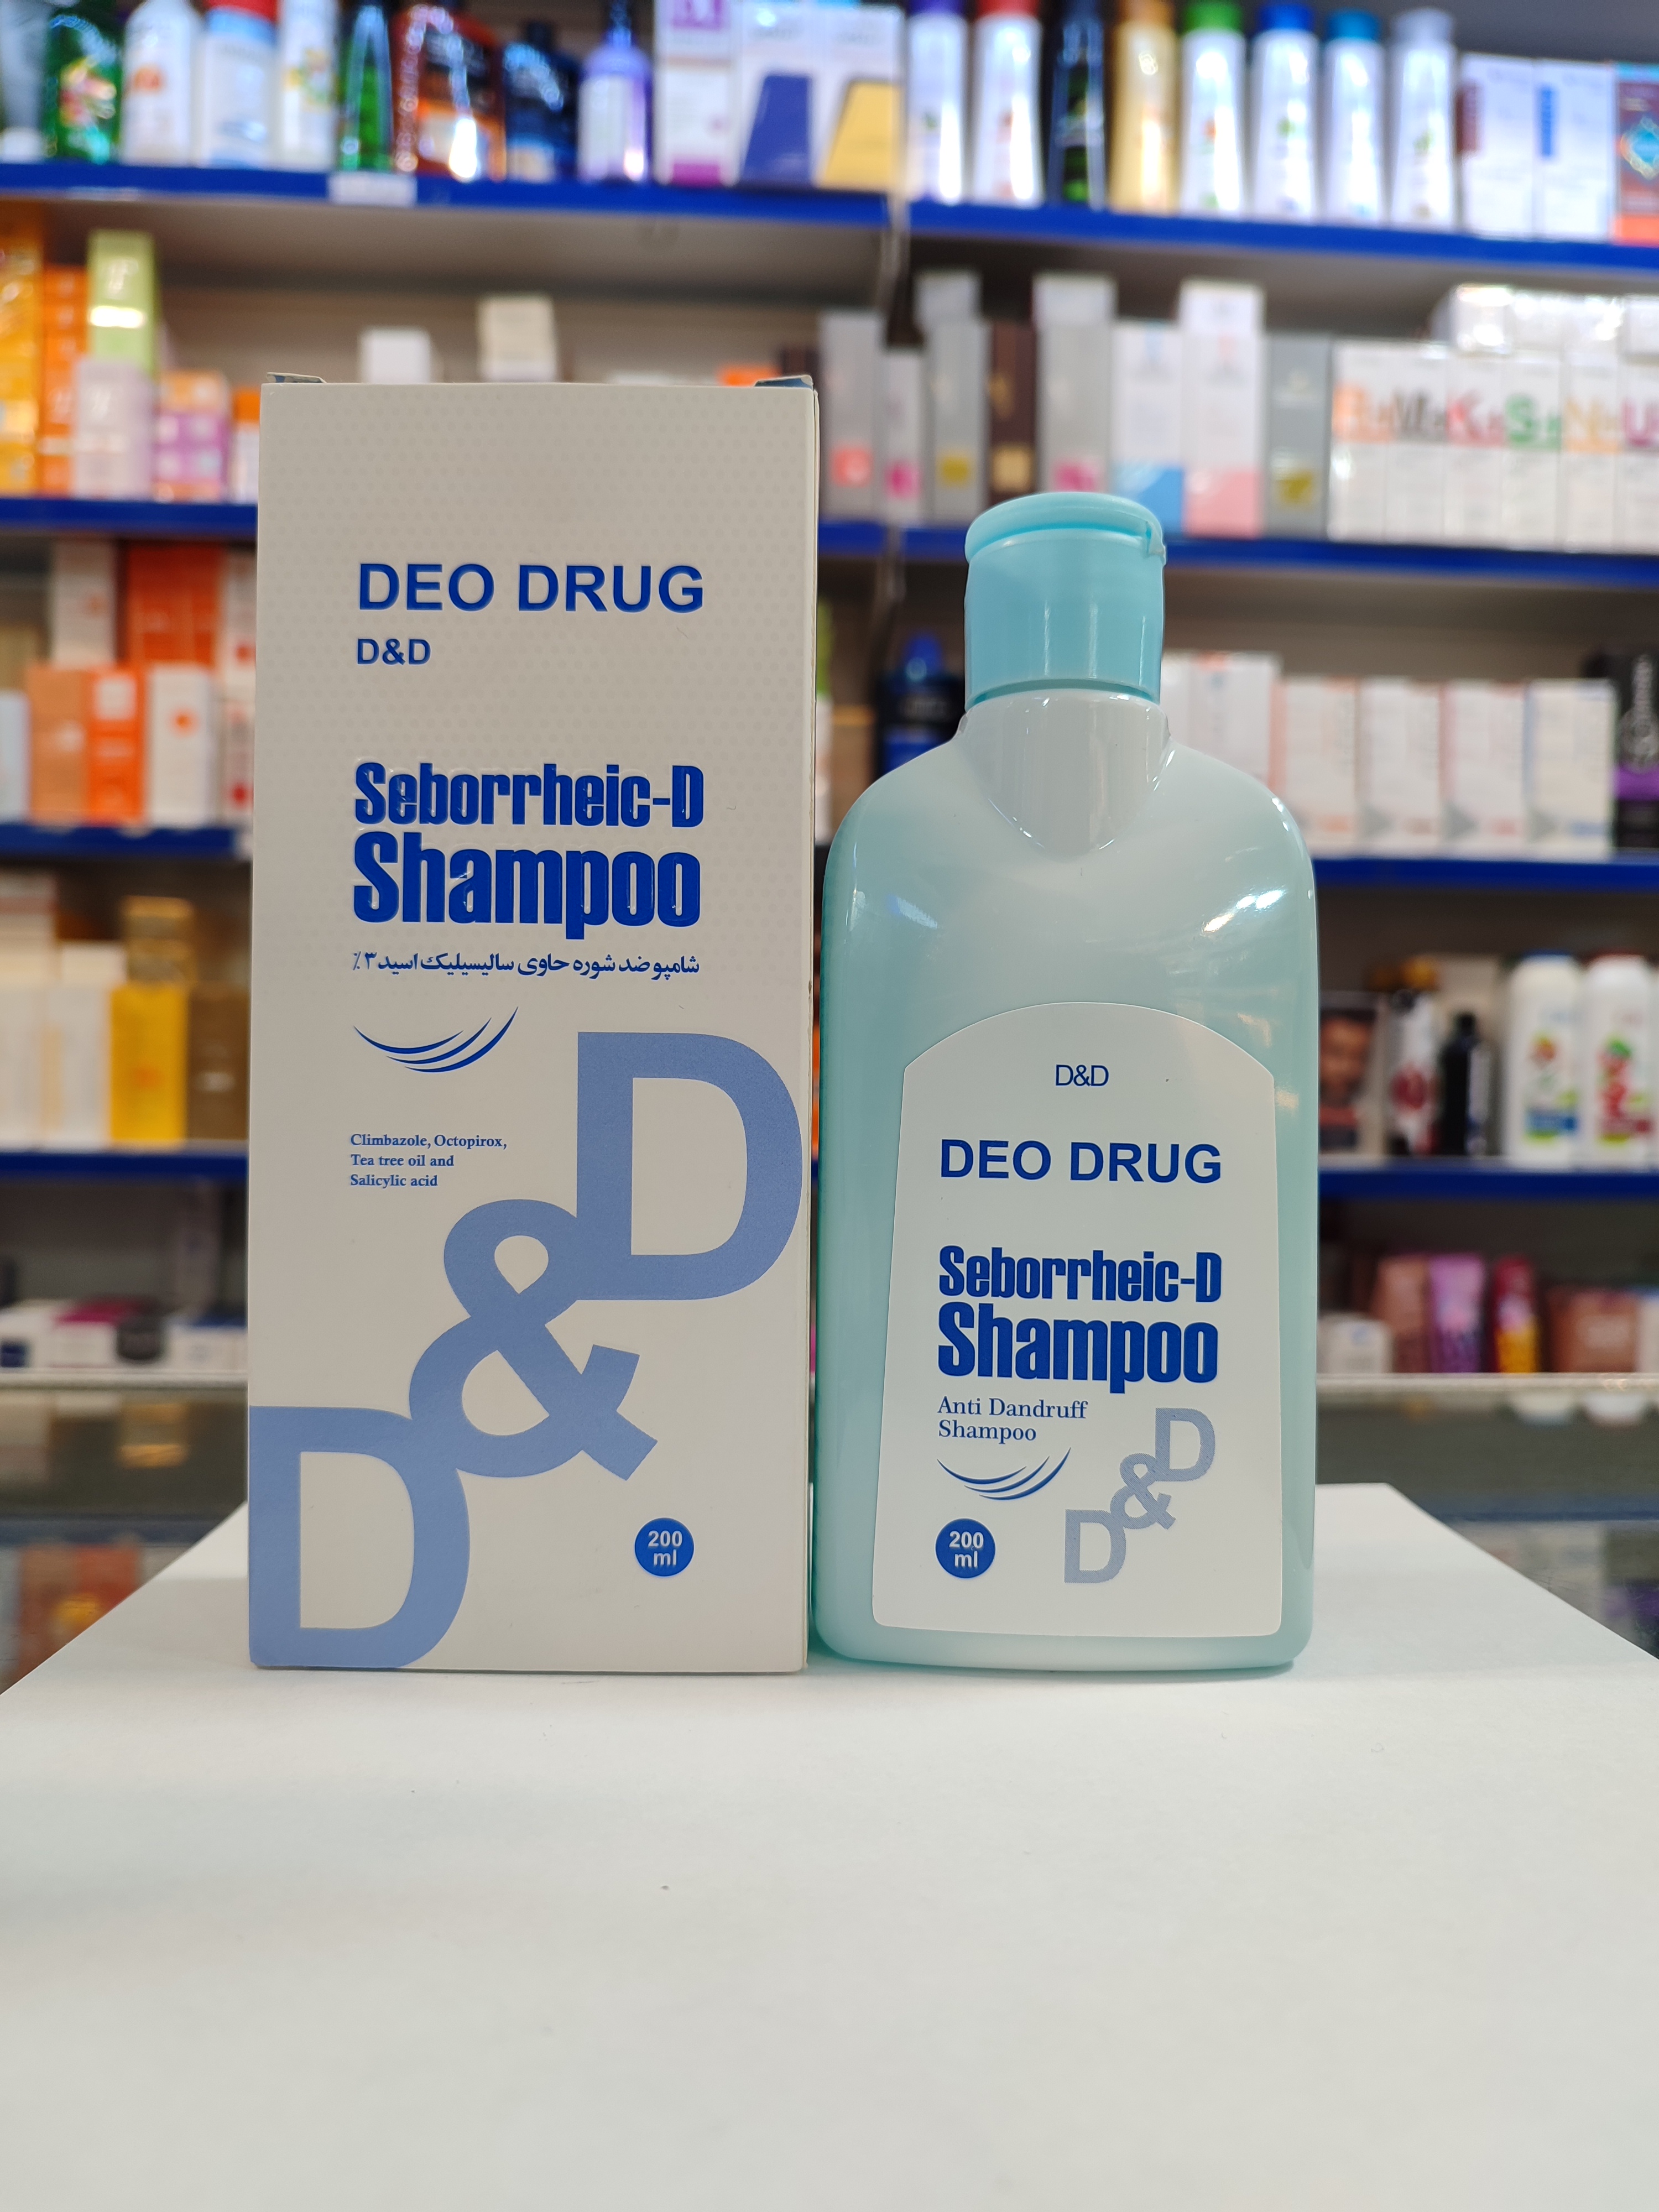 DEO DRUG
D&D
Seborrheic-D
Shampoo
شامپو ضد شوره حاوی سالیسیلیک اسید ۳٪
Climbazole, Octopirox,
Tea tree oil and
Salicylic acid
D&D
200
ml
D&D
DEO DRUG
Seborrheic-D
Shampoo
Anti Dandruff
Shampoo
D&D
200
ml